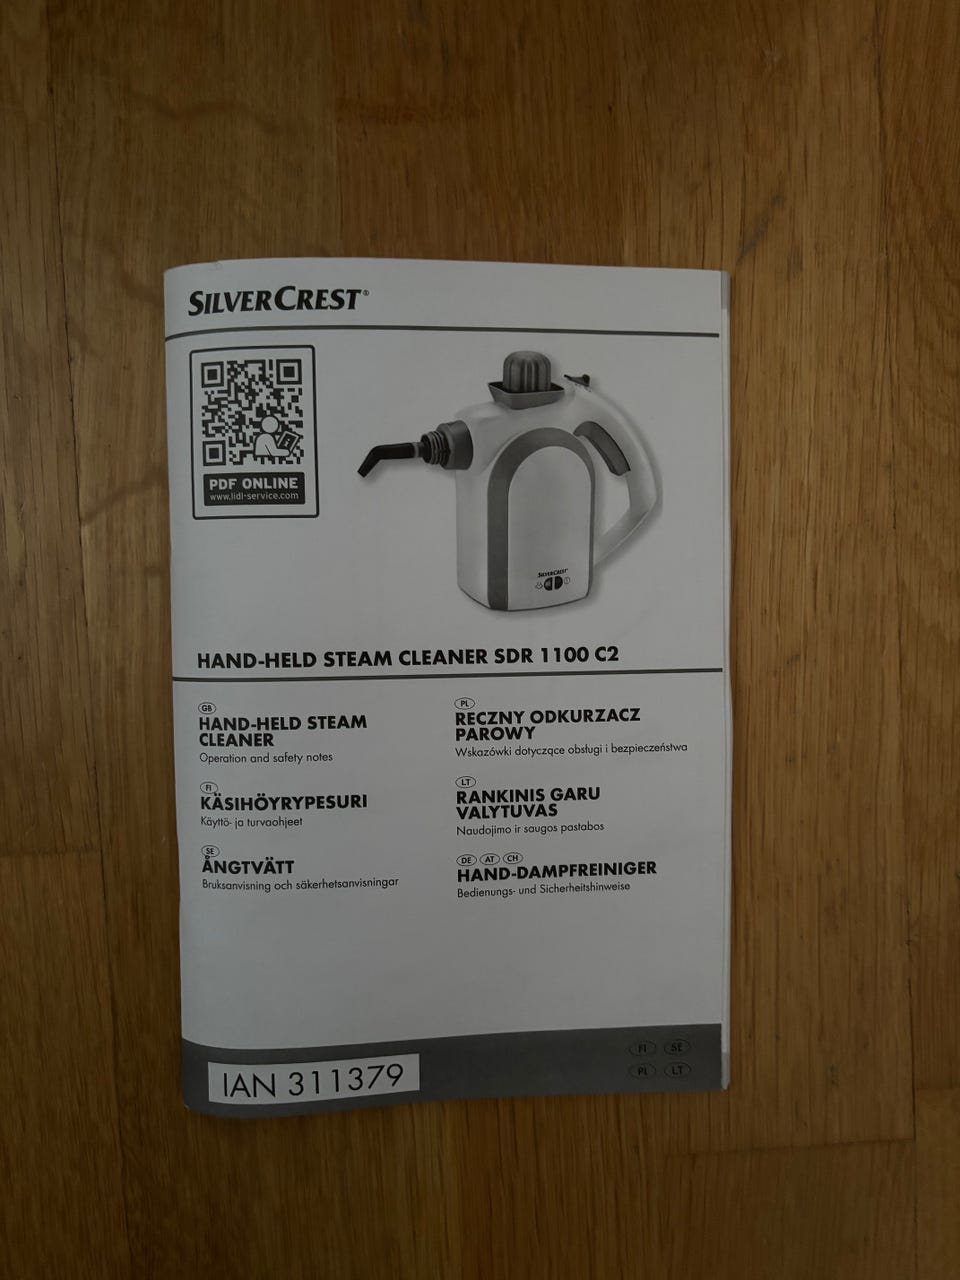 SILVERCREST®
PDF ONLINE
www.lidl-service.com
SILVERCREST®
HAND-HELD STEAM CLEANER SDR 1100 C2
GB
HAND-HELD STEAM
CLEANER
Operation and safety notes
FI
KÄSIHÖYRYPESURI
Käyttö- ja turvaohjeet
SE
ÅNGTVÄTT
Bruksanvisning och säkerhetsanvisningar
PL
RECZNY ODKURZACZ
PAROWY
Wskazówki dotyczące obsługi i bezpieczeństwa
LT
RANKINIS GARU
VALYTUVAS
Naudojimo ir saugos pastabos
DE AT CH
HAND-DAMPFREINIGER
Bedienungs- und Sicherheitshinweise
IAN 311379
FI SE
PL LT